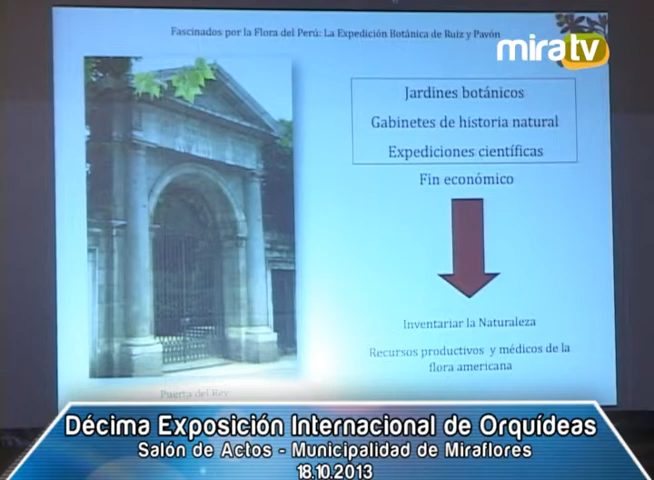 Fascinados por la Flora del Perú: La Expedición Botánica de Ruiz y Pavón
miratv
Jardines botánicos
Gabinetes de historia natural
Expediciones científicas
Fin económico
Inventariar la Naturaleza
Recursos productivos y médicos de la
flora americana
Puerta del Rey
Décima Exposición Internacional de Orquídeas
Salón de Actos - Municipalidad de Miraflores
18.10.2013